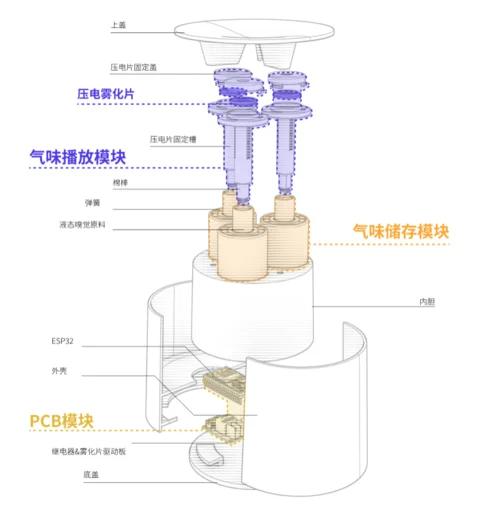 上盖
压电片固定盖
压电雾化片
压电片固定槽
气味播放模块
棉棒
弹簧
液态嗅觉原料
气味储存模块
内胆
ESP32
外壳
PCB模块
继电器&雾化片驱动板
底盖